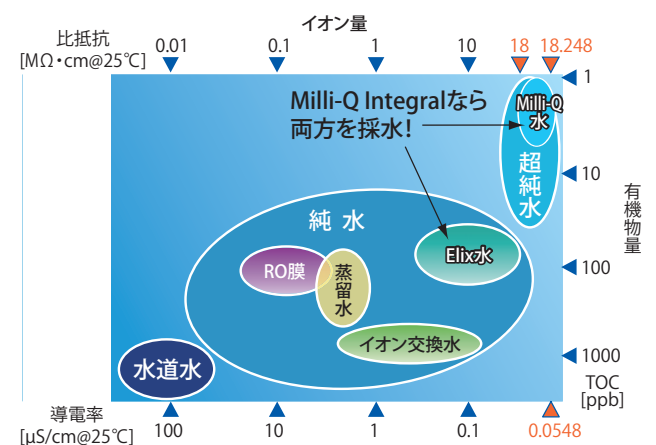 イオン量
比抵抗
[MΩ・cm@25℃]
0.01
0.1
1
10
18
18.248
Milli-Q Integralなら
両方を採水!
Milli-Q
水
超純水
1
10
100
1000
有機物量
TOC
[ppb]
純 水
RO膜
蒸留水
Elix水
イオン交換水
水道水
導電率
[µS/cm@25℃]
100
10
1
0.1
0.0548